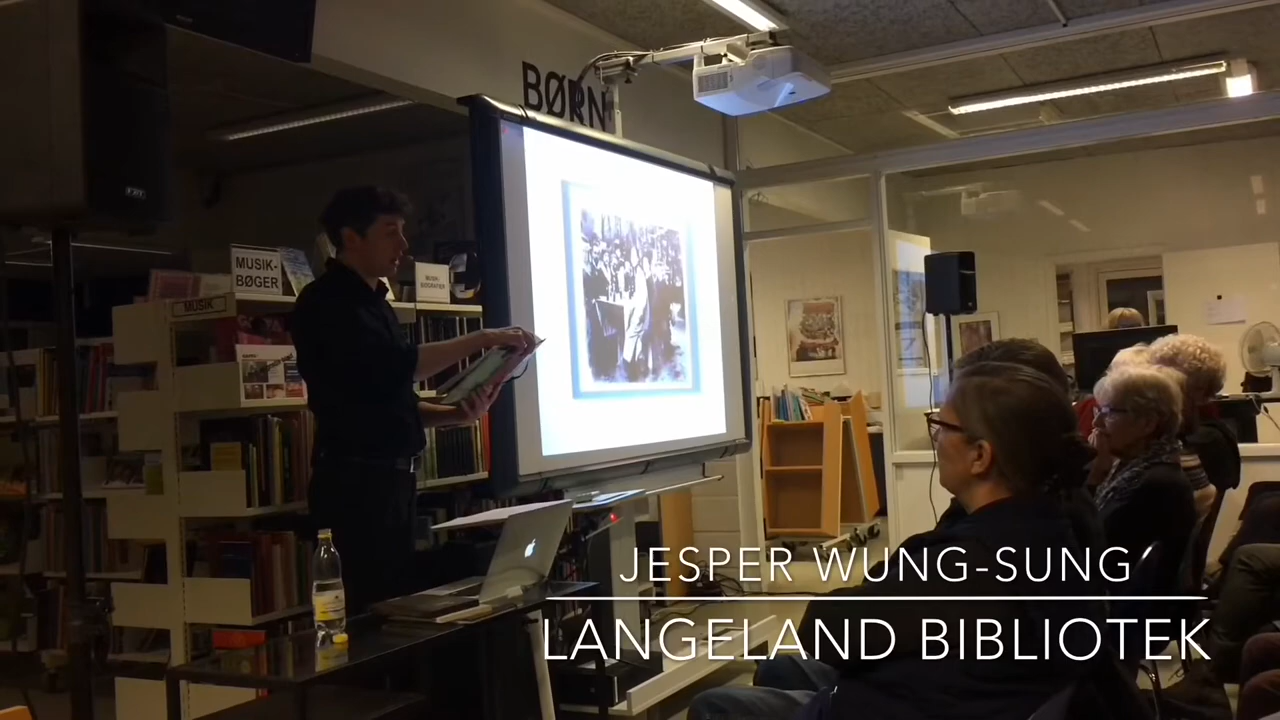 BØRN
MUSIK-
BØGER
MUSIK
JESPER WUNG-SUNG
LANGELAND BIBLIOTEK